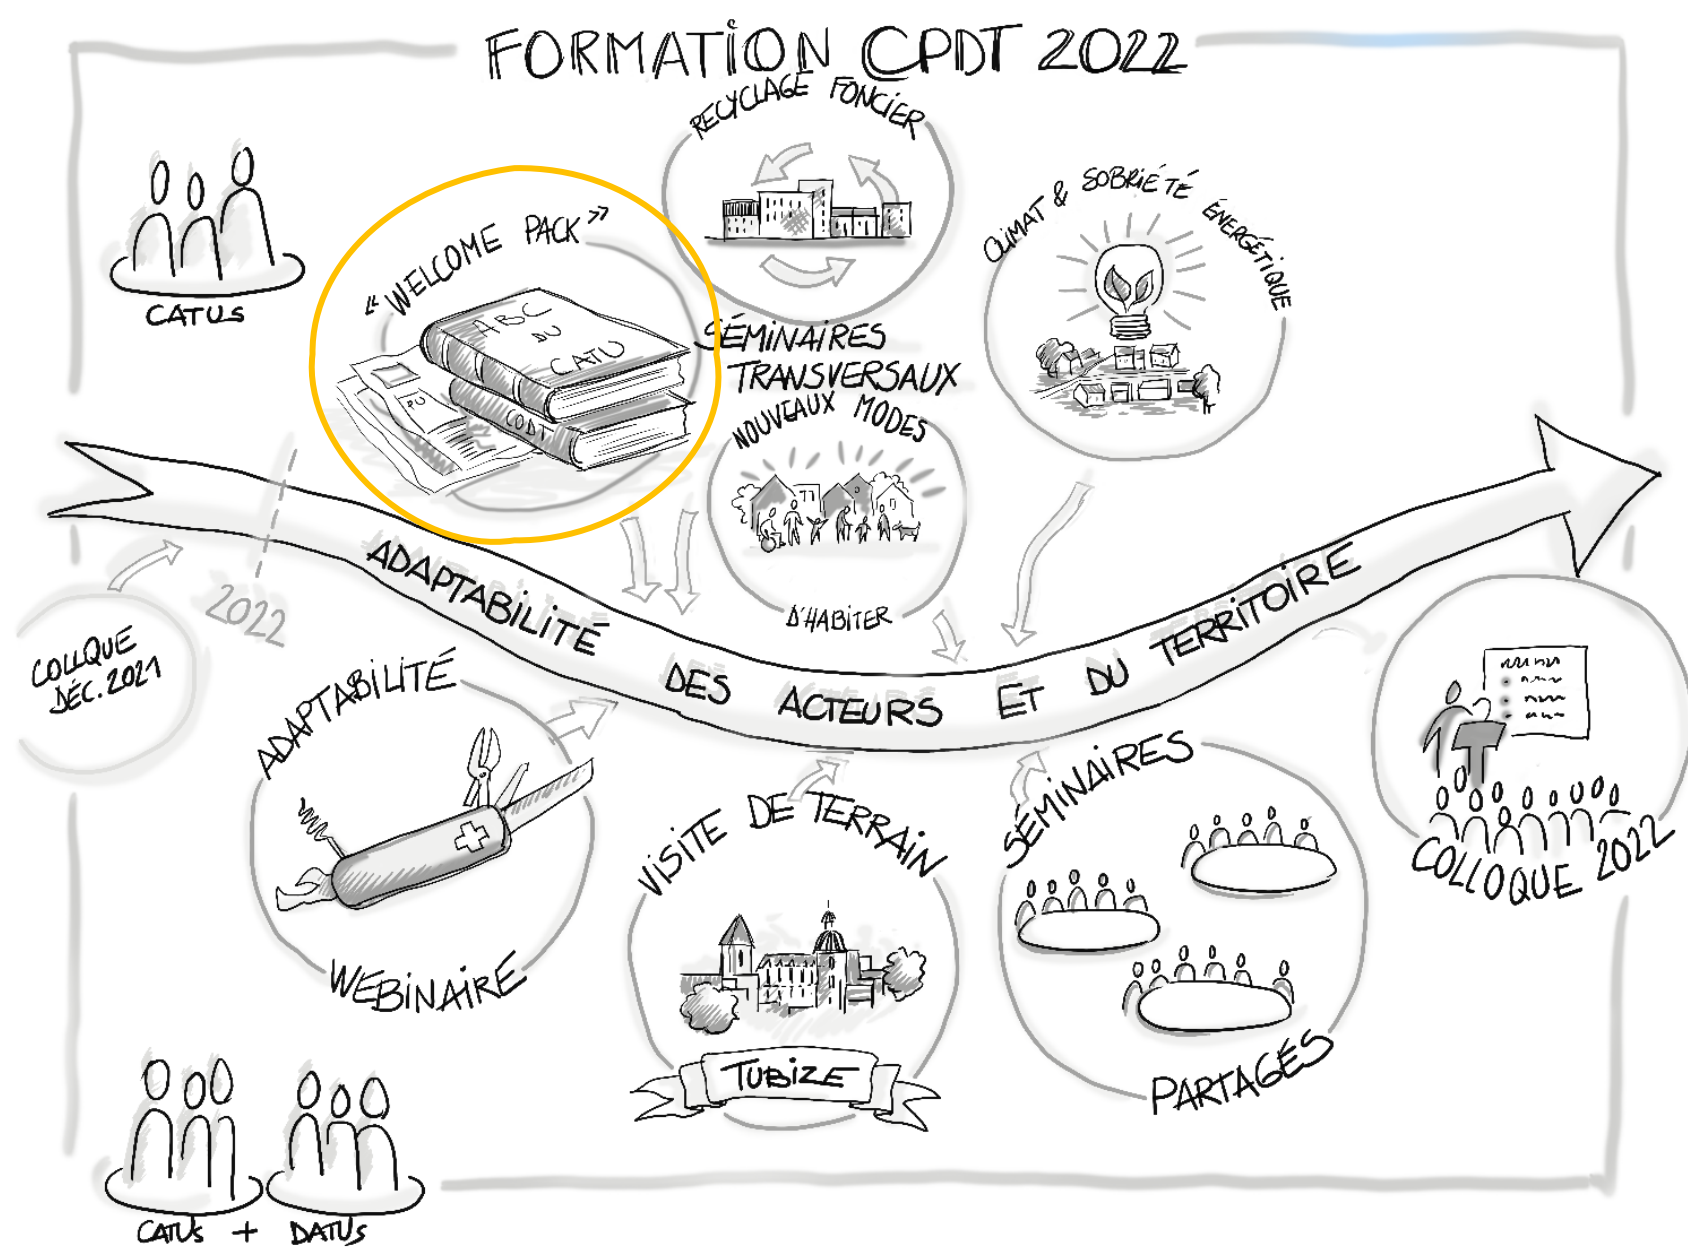 FORMATION CPDT 2022
RECYCLAGE FONCIER
CLIMAT & SOBRIÉTÉ ÉNERGÉTIQUE
CATUS
"WELCOME PACK"
ABC
DU
CATU
CODT
SÉMINAIRES
TRANSVERSAUX
NOUVEAUX MODES
D'HABITER
2022
COLLQUE
DÉC. 2021
ADAPTABILITÉ DES ACTEURS ET DU TERRITOIRE
ADAPTABILITÉ
WEBINAIRE
VISITE DE TERRAIN
TUBIZE
SÉMINAIRES
PARTAGÉS
COLLOQUE 2022
CATUS + DATUS